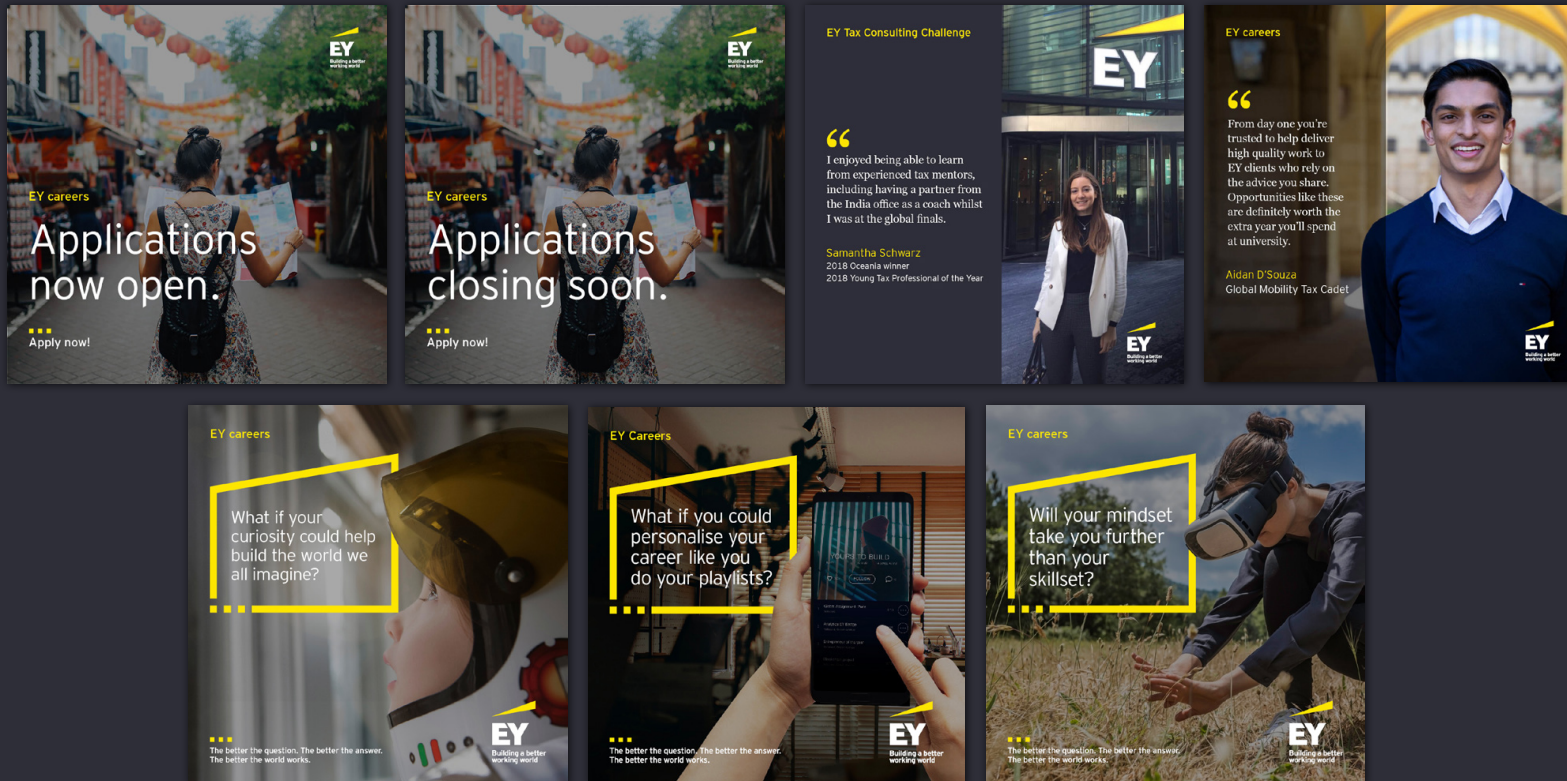 EY
Building a better
working world
EY careers
Applications
now open.
Apply now!
EY
Building a better
working world
EY careers
Applications
closing soon.
Apply now!
EY Tax Consulting Challenge
EY
“
I enjoyed being able to learn
from experienced tax mentors,
including having a partner from
the India office as a coach whilst
I was at the global finals.
Samantha Schwarz
2018 Oceania winner
2018 Young Tax Professional of the Year
EY
Building a better
working world
EY careers
“
From day one you're
trusted to help deliver
high quality work to
EY clients who rely on
the advice you share.
Opportunities like these
are definitely worth the
extra year you'll spend
at university.
Aidan D'Souza
Global Mobility Tax Cadet
EY
Building a better
working world
EY careers
What if your
curiosity could help
build the world we
all imagine?
The better the question. The better the answer.
The better the world works.
EY
Building a better
working world
EY Careers
What if you could
personalise your
career like you
do your playlists?
YOURS TO BUILD
FOLLOW
The better the question. The better the answer.
The better the world works.
EY
Building a better
working world
EY careers
Will your mindset
take you further
than your
skillset?
The better the question. The better the answer.
The better the world works.
EY
Building a better
working world